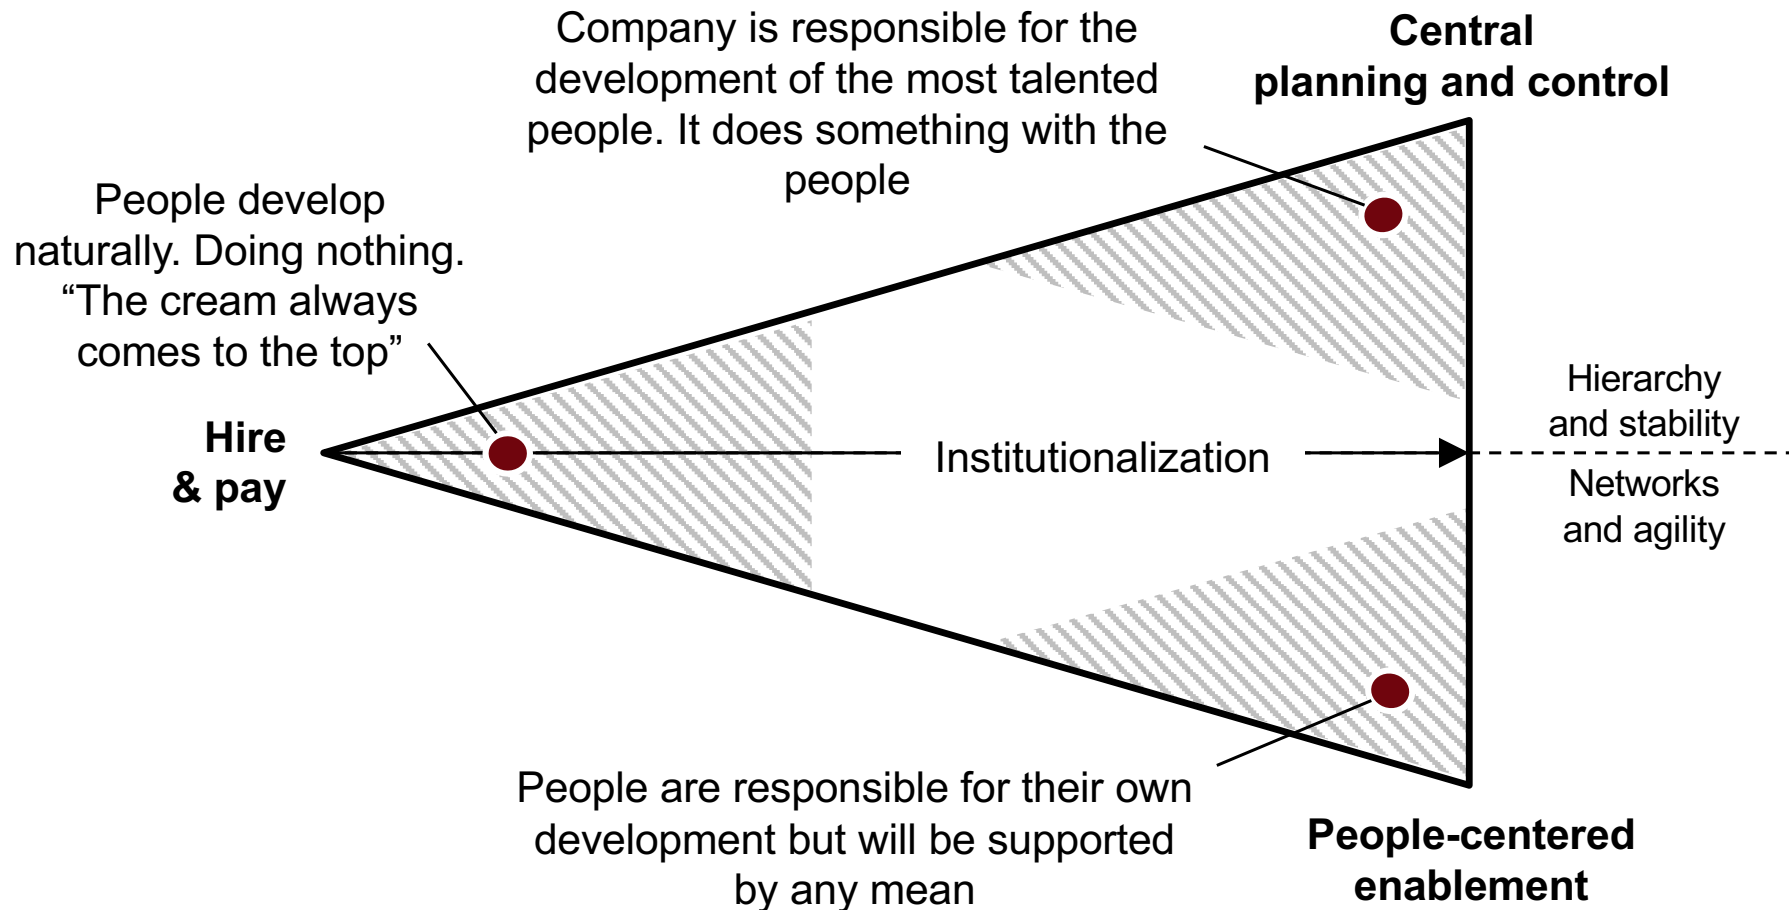 Company is responsible for the
development of the most talented
people. It does something with the
people
Central
planning and control
People develop
naturally. Doing nothing.
“The cream always
comes to the top”
Hire
& pay
Institutionalization
Hierarchy
and stability
Networks
and agility
People are responsible for their own
development but will be supported
by any mean
People-centered
enablement